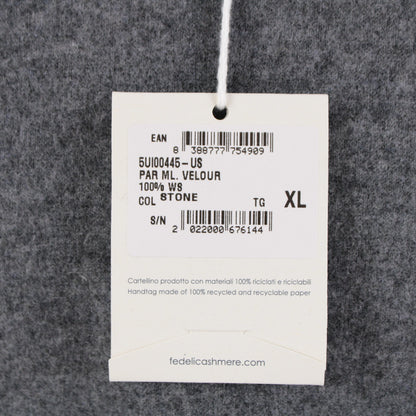 EAN
8 388777 754909
5UI00445-US
PAR ML. VELOUR
100% WS
COL STONE TG XL
S/N
2 022000 676144
Cartellino prodotto con materiali 100% riciclati e riciclabili
Handtag made of 100% recycled and recyclable paper
fedelicashmere.com